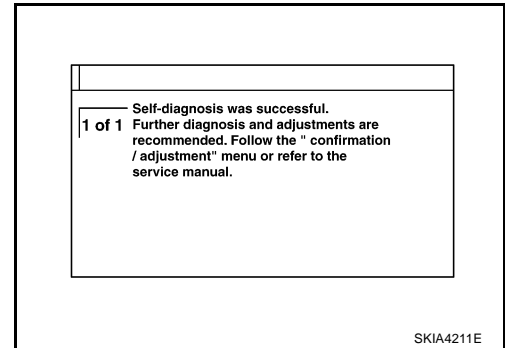 Self-diagnosis was successful.
1 of 1 Further diagnosis and adjustments are
recommended. Follow the " confirmation
/ adjustment" menu or refer to the
service manual.
SKIA4211E